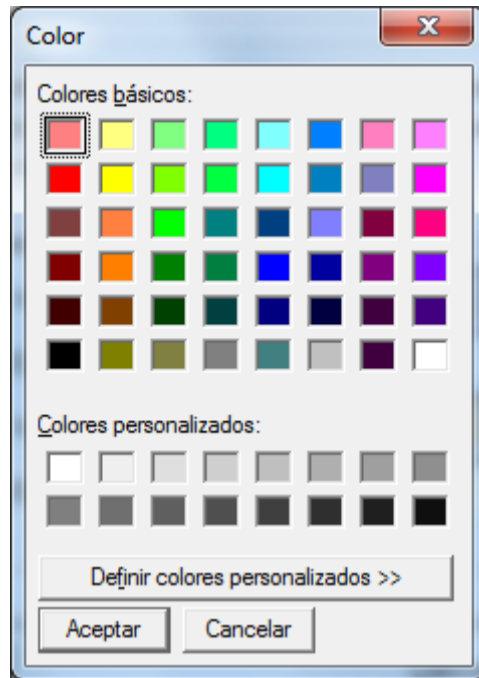 Color
Colores básicos:
Colores personalizados:
Definir colores personalizados >>
Aceptar Cancelar